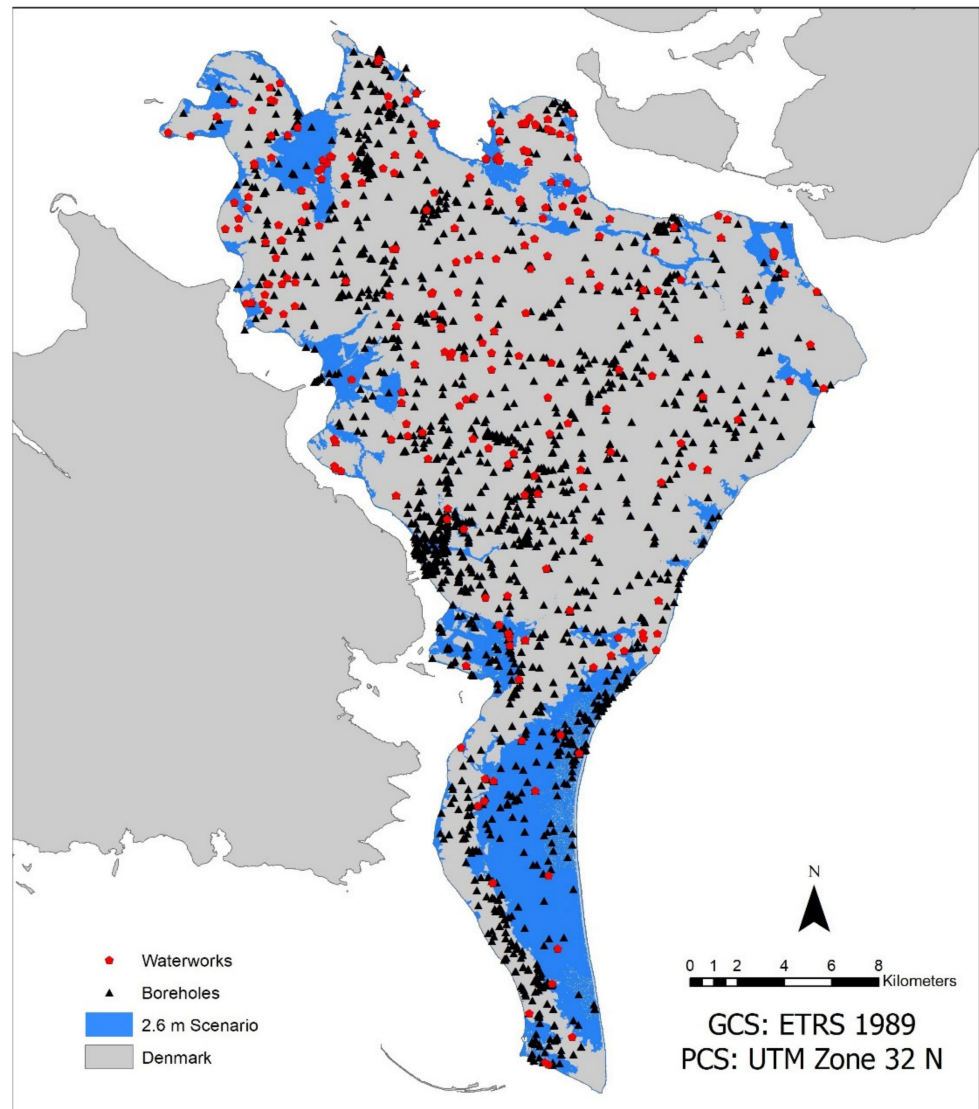 N
Waterworks
Boreholes
2.6 m Scenario
Denmark
0 1 2 4 6 8
Kilometers
GCS: ETRS 1989
PCS: UTM Zone 32 N